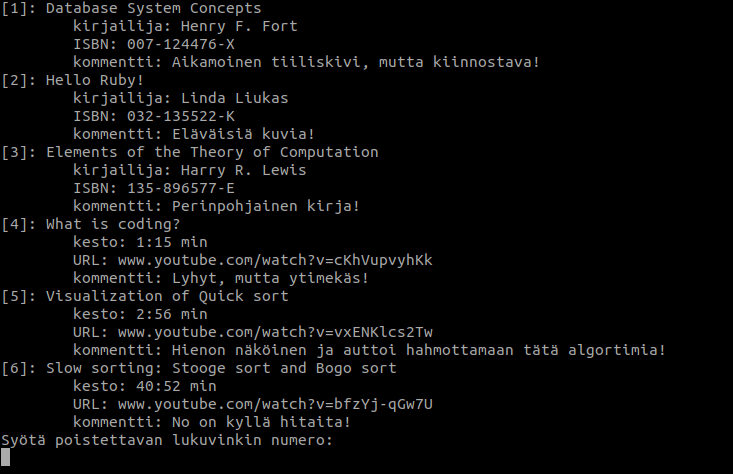 [1]: Database System Concepts
kirjailija: Henry F. Fort
ISBN: 007-124476-X
kommentti: Aikamoinen tiiliskivi, mutta kiinnostava!
[2]: Hello Ruby!
kirjailija: Linda Liukas
ISBN: 032-135522-K
kommentti: Eläväisiä kuvia!
[3]: Elements of the Theory of Computation
kirjailija: Harry R. Lewis
ISBN: 135-896577-E
kommentti: Perinpohjainen kirja!
[4]: What is coding?
kesto: 1:15 min
URL: www.youtube.com/watch?v=cKhVupvyhKk
kommentti: Lyhyt, mutta ytimekäs!
[5]: Visualization of Quick sort
kesto: 2:56 min
URL: www.youtube.com/watch?v=vxENKlcs2Tw
kommentti: Hienon näköinen ja auttoi hahmottamaan tätä algortimia!
[6]: Slow sorting: Stooge sort and Bogo sort
kesto: 40:52 min
URL: www.youtube.com/watch?v=bfzYj-qGw7U
kommentti: No on kyllä hitaita!
Syötä poistettavan lukuvinkin numero: